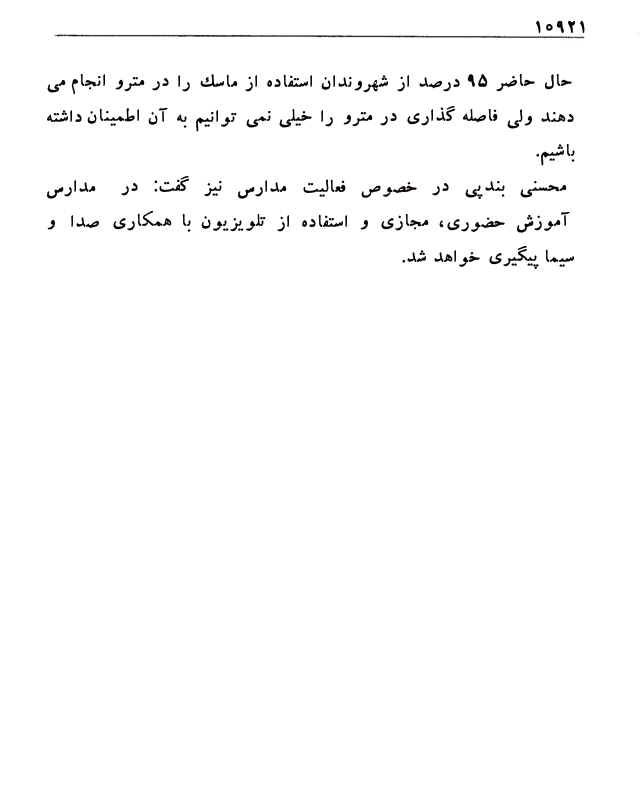 ۱۰۹۲۱
حال حاضر ۹۵ درصد از شهروندان استفاده از ماسك را در مترو انجام می
دهند ولی فاصله گذاری در مترو را خیلی نمی توانیم به آن اطمینان داشته
باشیم.
محسنی بندپی در خصوص فعالیت مدارس نیز گفت: در مدارس
آموزش حضوری، مجازی و استفاده از تلویزیون با همکاری صدا و
سیما پیگیری خواهد شد.